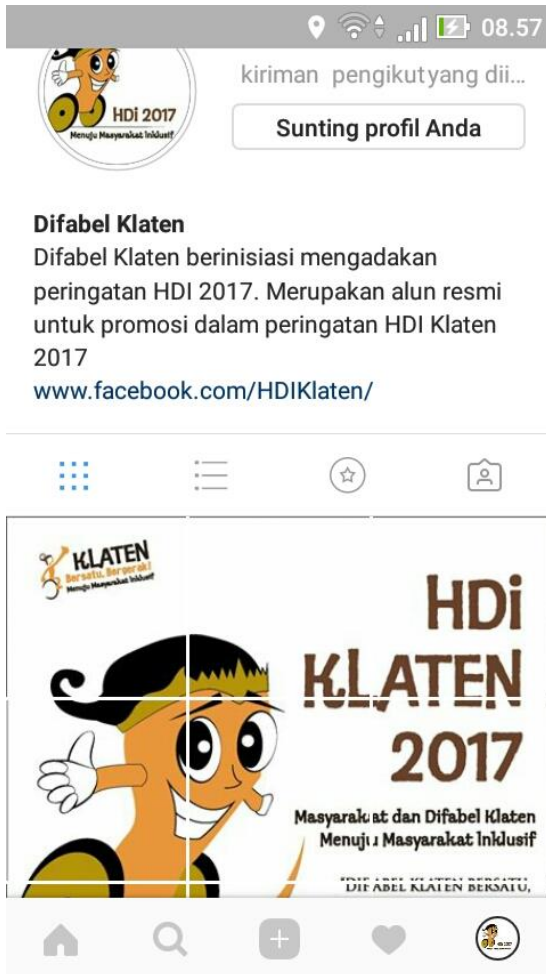 08.57
HDi 2017
Menuju Masyarakat Inklusif
kiriman pengikutyang dii...
Sunting profil Anda
Difabel Klaten
Difabel Klaten berinisiasi mengadakan
peringatan HDI 2017. Merupakan alun resmi
untuk promosi dalam peringatan HDI Klaten
2017
www.facebook.com/HDIKlaten/
KLATEN
Bersatu, Bergerak!
Menuju Masyarakat Inklusif
HDi
KLATEN
2017
Masyarakat dan Difabel Klaten
Menuju Masyarakat Inklusif
DIFABEL KLATEN BERSATU,